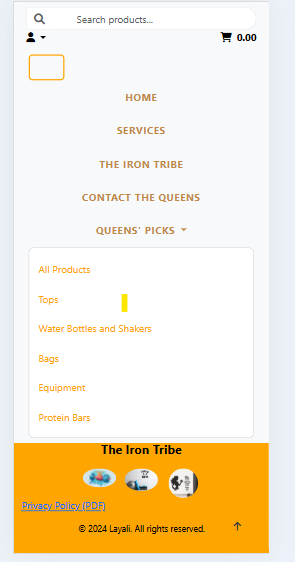 Search products...
0.00
HOME
SERVICES
THE IRON TRIBE
CONTACT THE QUEENS
QUEENS' PICKS
All Products
Tops
Water Bottles and Shakers
Bags
Equipment
Protein Bars
The Iron Tribe
Privacy Policy (PDF)
© 2024 Layali. All rights reserved.